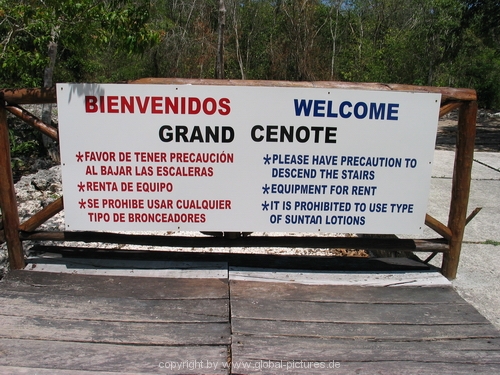 BIENVENIDOS
WELCOME
GRAND CENOTE
*FAVOR DE TENER PRECAUCIÓN
AL BAJAR LAS ESCALERAS
*RENTA DE EQUIPO
*SE PROHIBE USAR CUALQUIER
TIPO DE BRONCEADORES
*PLEASE HAVE PRECAUTION TO
DESCEND THE STAIRS
*EQUIPMENT FOR RENT
*IT IS PROHIBITED TO USE TYPE
OF SUNTAN LOTIONS
copyright by www.global-pictures.de